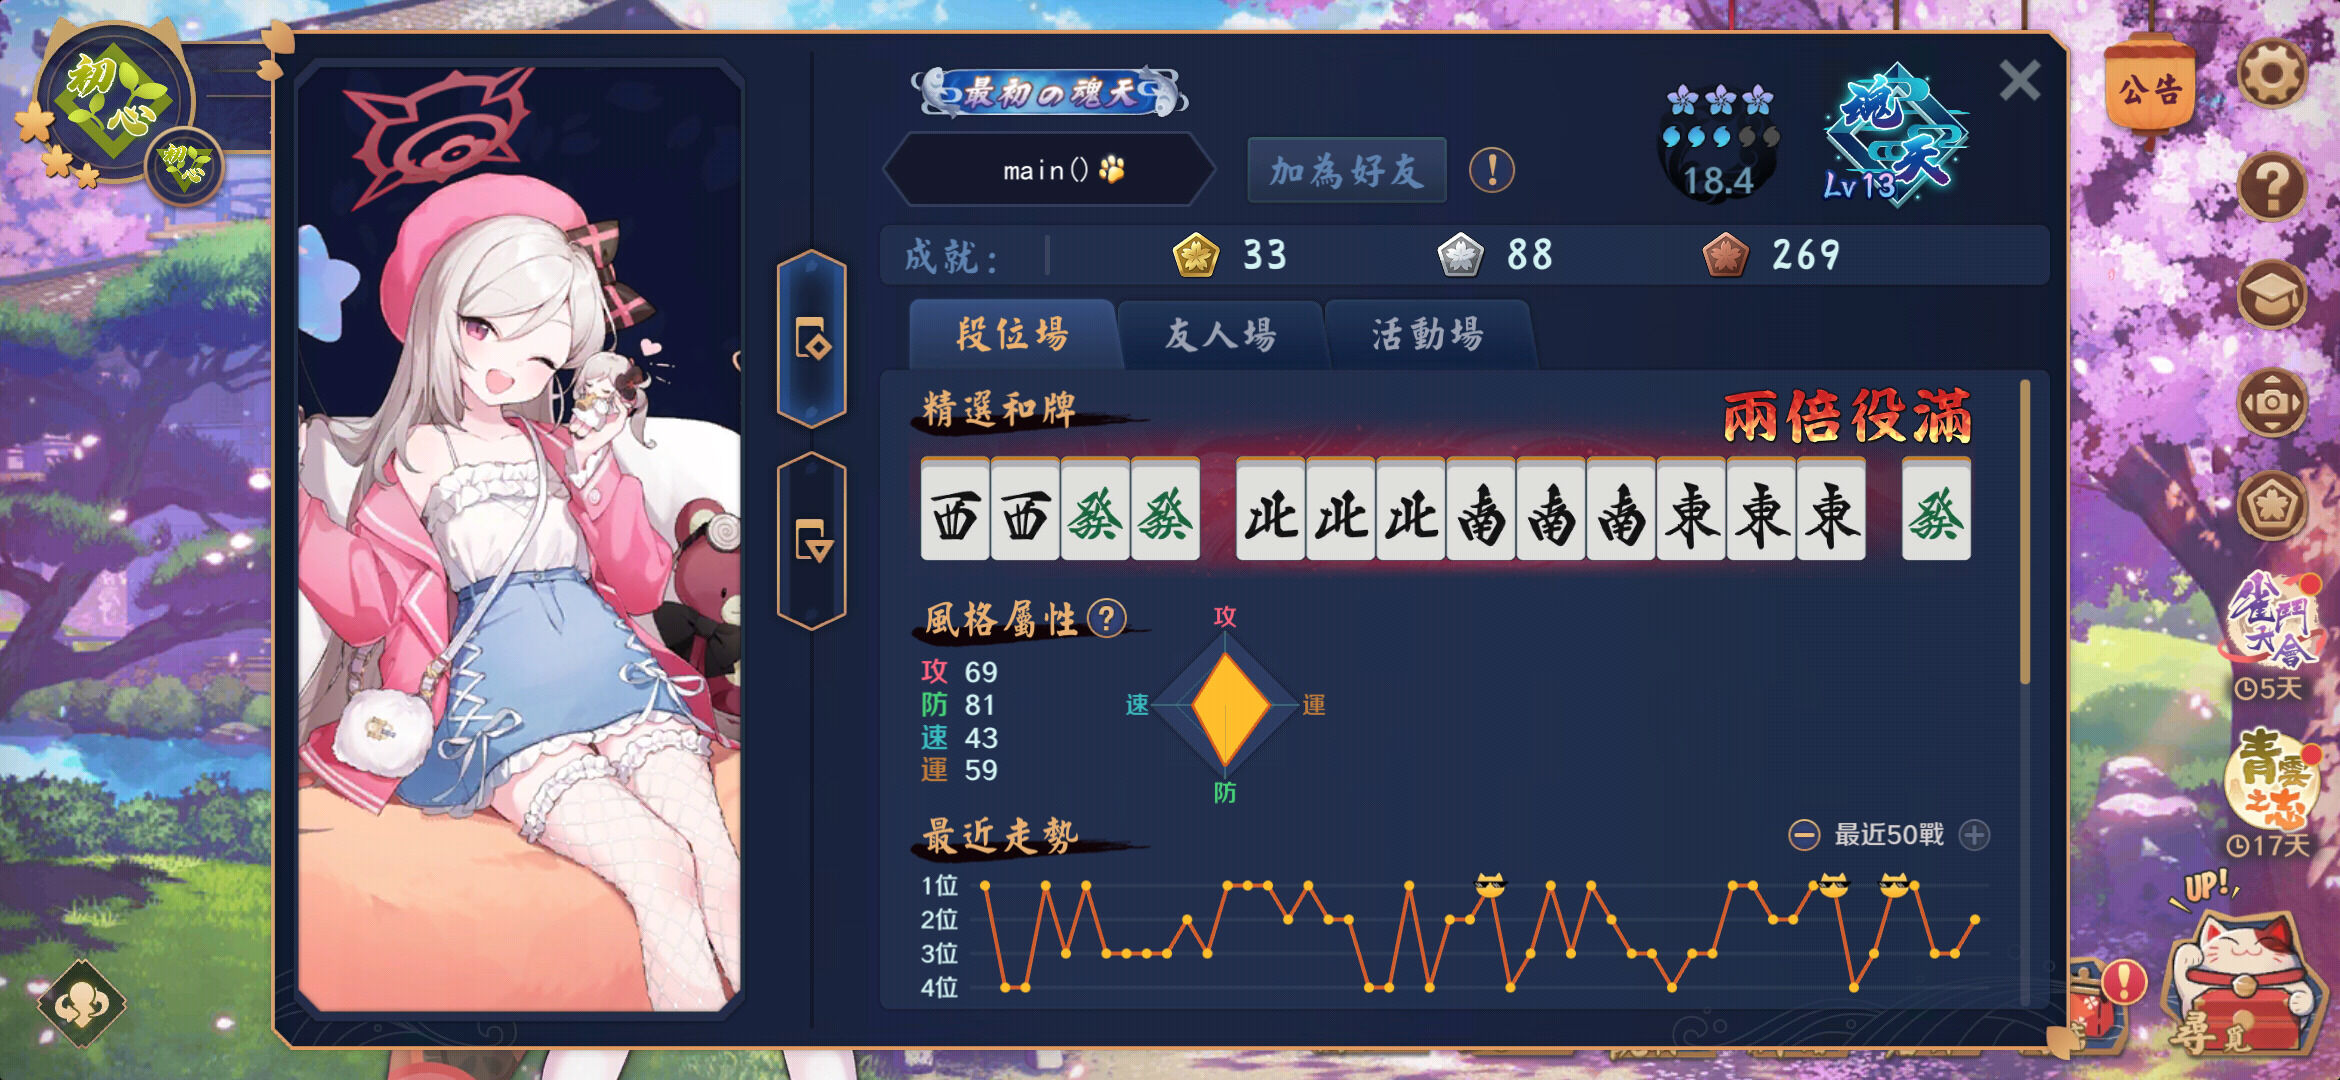 初心
初心
最初の魂天
main()
加為好友
18.4
魂天
Lv 13
公告
成就：
33
88
269
段位場
友人場
活動場
精選和牌
兩倍役滿
西 西 發 發 北 北 北 南 南 南 東 東 東 發
風格屬性 ?
攻 69
防 81
速 43
運 59
攻
速
運
防
最近走勢
最近50戰
1位
2位
3位
4位
雀鬥大會
5天
青雲之志
17天
UP!
尋覓